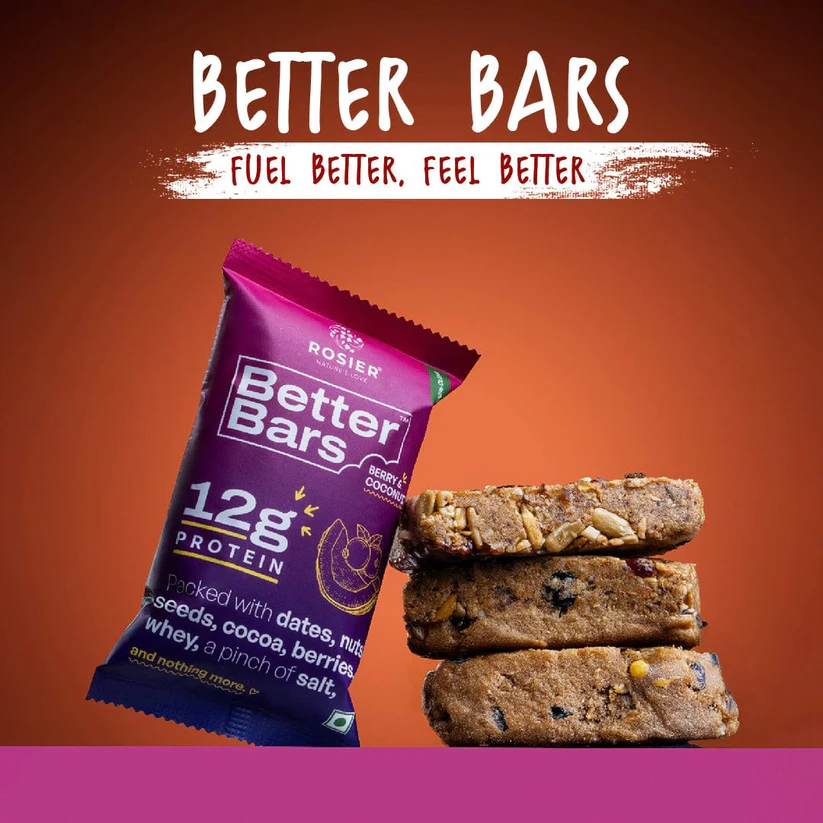 BETTER BARS
FUEL BETTER, FEEL BETTER
ROSIER
NATURE'S LOVE
Better
Bars
TM
BERRY &
COCONUT
12g
PROTEIN
Packed with dates, nuts
seeds, cocoa, berries,
whey, a pinch of salt,
and nothing more.